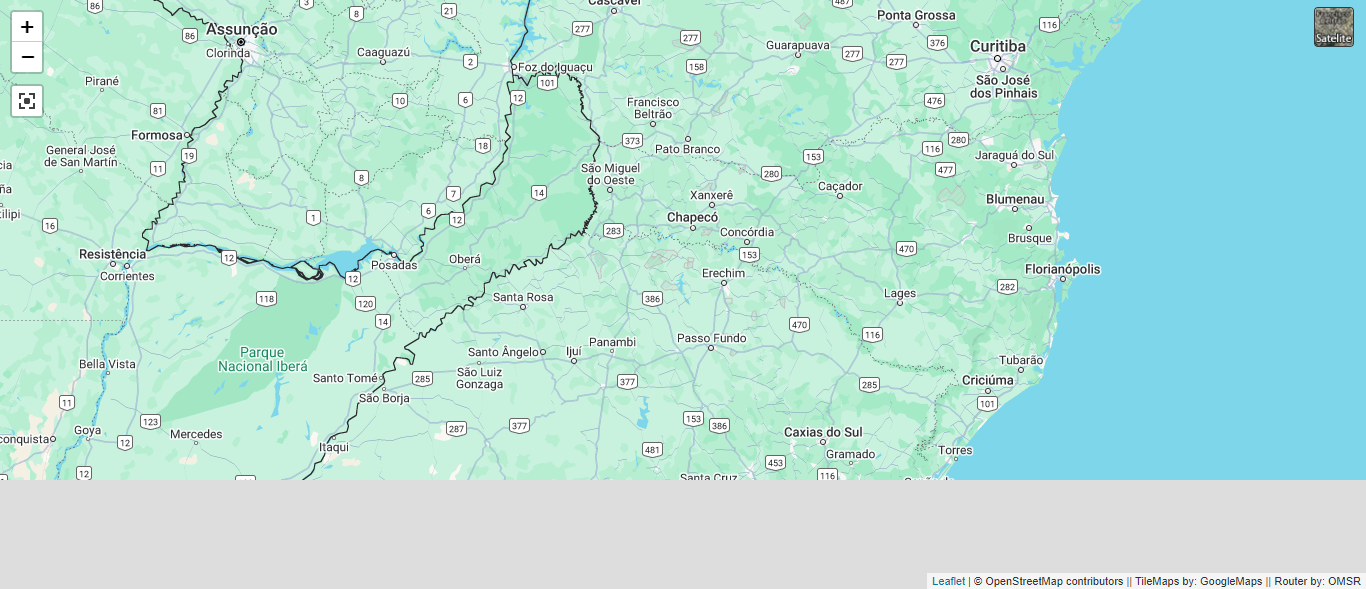 86
3
8
21
Cascavel
487
Ponta Grossa
116
+
Assunção
86
Clorinda
Caaguazú
2
277
277
Guarapuava
277
277
376
Curitiba
Satelite
−
Foz do Iguaçu
101
158
São José
dos Pinhais
Pirané
81
10
6
12
Francisco
Beltrão
476
Formosa
19
18
373
Pato Branco
153
116
280
Jaraguá do Sul
General José
de San Martín
11
8
São Miguel
do Oeste
280
477
cia
ña
tilipi
16
1
7
6
12
14
Xanxerê
Chapecó
Caçador
Blumenau
283
Concórdia
153
470
Brusque
Resistência
Corrientes
12
12
Posadas
Oberá
Erechim
282
Florianópolis
118
120
14
Santa Rosa
386
Lages
470
116
Parque
Nacional Iberá
Santo Ângelo
Ijuí
Panambi
Passo Fundo
Bella Vista
Santo Tomé
285
São Luiz
Gonzaga
377
285
Tubarão
Criciúma
101
11
São Borja
123
conquista
Goya
12
Mercedes
Itaqui
287
377
153
386
Caxias do Sul
Gramado
Torres
481
453
116
12
Santa Cruz
Leaflet | © OpenStreetMap contributors || TileMaps by: GoogleMaps || Router by: OMSR